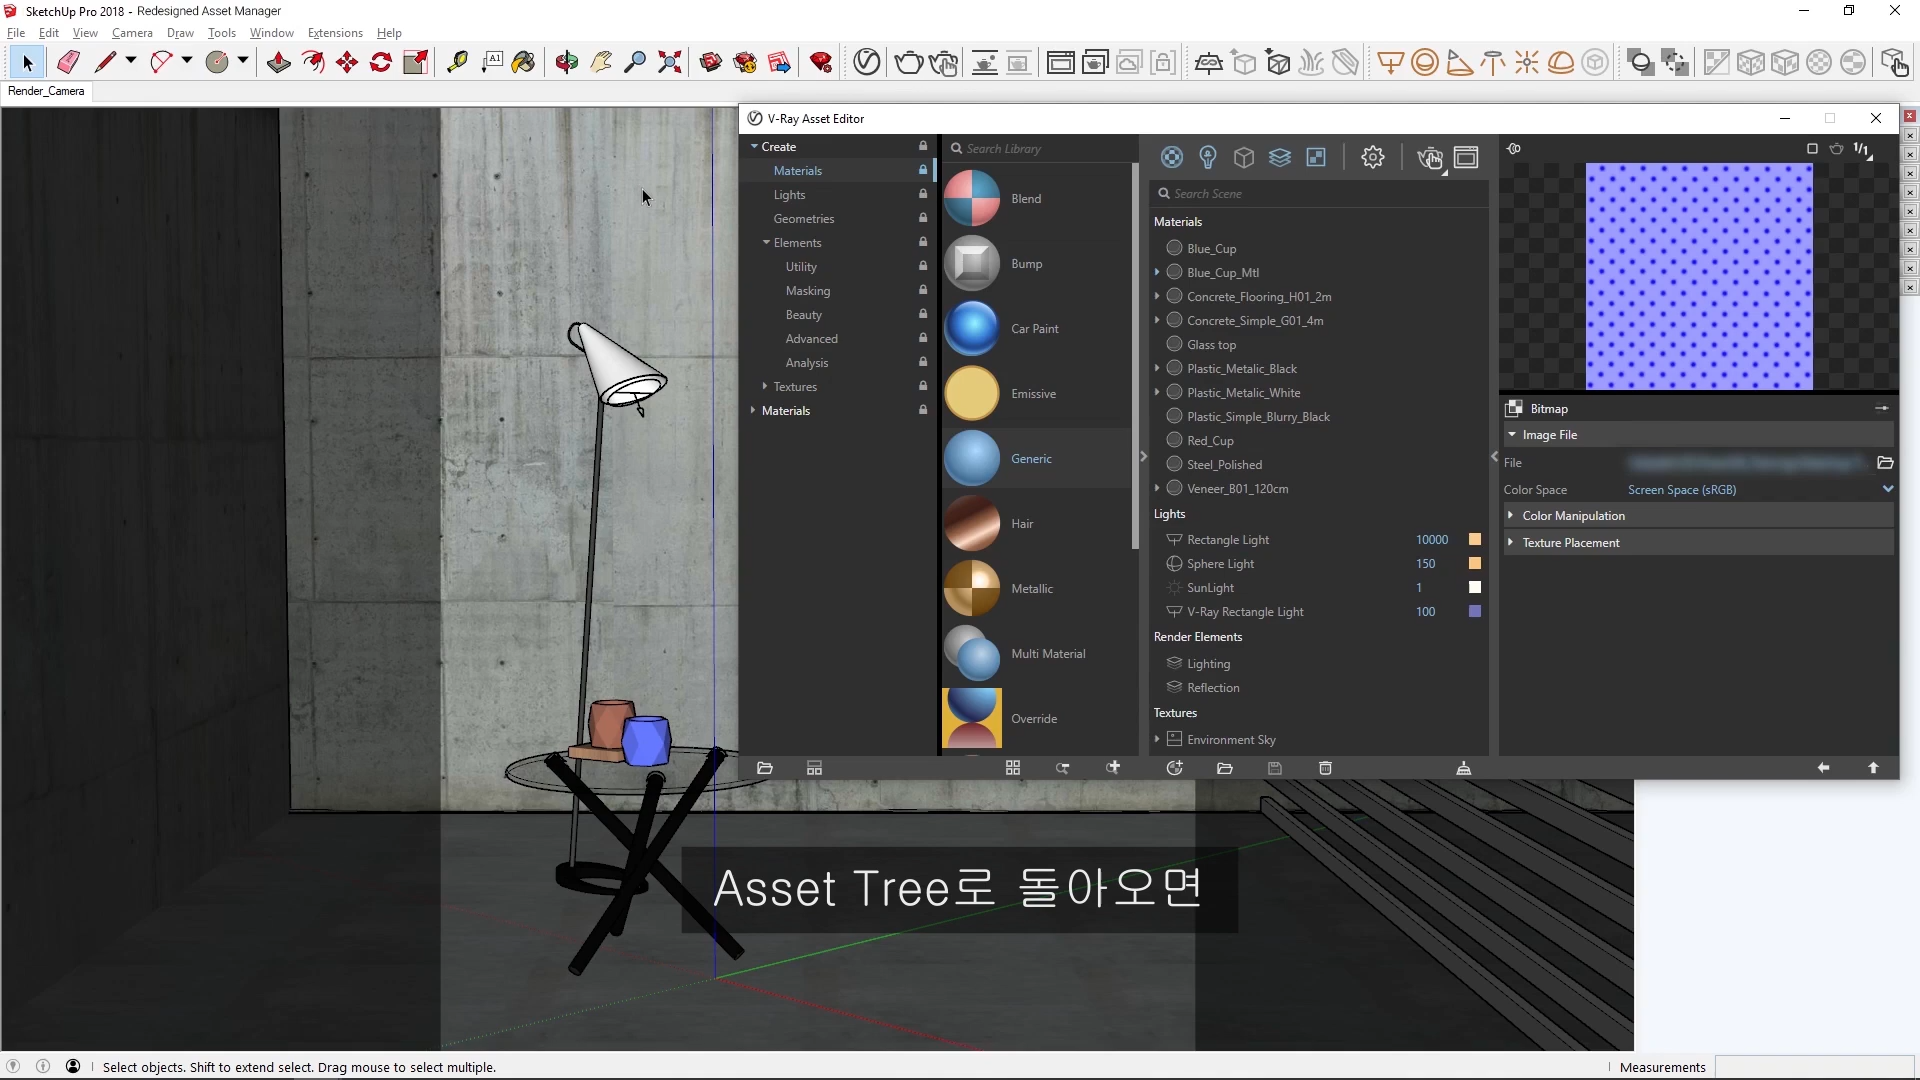 SketchUp Pro 2018 - Redesigned Asset Manager
File Edit View Camera Draw Tools Window Extensions Help
A1
Render_Camera
V-Ray Asset Editor
Create
Materials
Lights
Geometries
Elements
Utility
Masking
Beauty
Advanced
Analysis
Textures
Materials
Search Library
Blend
Bump
Car Paint
Emissive
Generic
Hair
Metallic
Multi Material
Override
Search Scene
Materials
Blue_Cup
Blue_Cup_Mtl
Concrete_Flooring_H01_2m
Concrete_Simple_G01_4m
Glass top
Plastic_Metalic_Black
Plastic_Metalic_White
Plastic_Simple_Blurry_Black
Red_Cup
Steel_Polished
Veneer_B01_120cm
Lights
Rectangle Light 10000
Sphere Light 150
SunLight 1
V-Ray Rectangle Light 100
Render Elements
Lighting
Reflection
Textures
Environment Sky
1/1
Bitmap
Image File
File
Color Space Screen Space (sRGB)
Color Manipulation
Texture Placement
Asset Tree로 돌아오면
Select objects. Shift to extend select. Drag mouse to select multiple.
Measurements